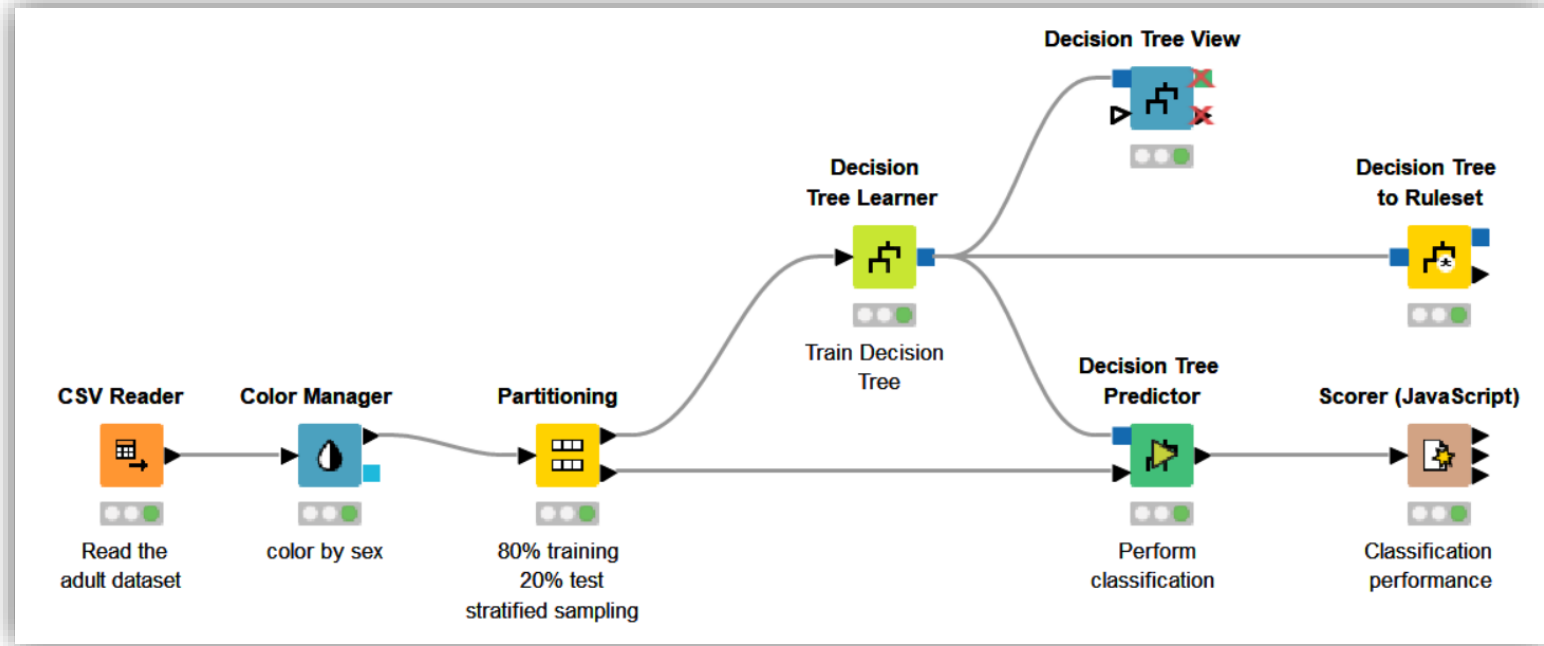 Decision Tree View
Decision
Tree Learner
Decision Tree
to Ruleset
Train Decision
Tree
CSV Reader
Color Manager
Partitioning
Decision Tree
Predictor
Scorer (JavaScript)
Read the
adult dataset
color by sex
80% training
20% test
stratified sampling
Perform
classification
Classification
performance